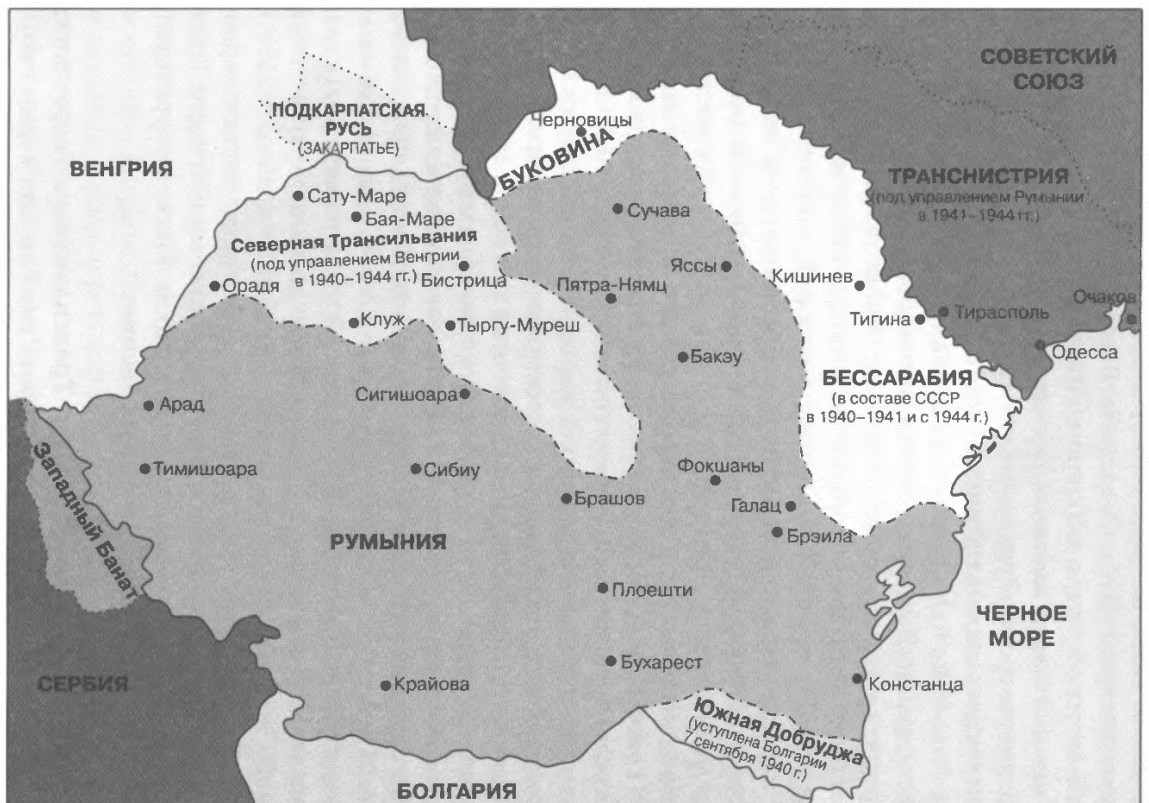 СОВЕТСКИЙ
СОЮЗ
ПОДКАРПАТСКАЯ
РУСЬ
(ЗАКАРПАТЬЕ)
Черновицы
БУКОВИНА
ВЕНГРИЯ
ТРАНСНИСТРИЯ
(под управлением Румынии
в 1941–1944 гг.)
Сату-Маре
Бая-Маре
Сучава
Северная Трансильвания
(под управлением Венгрии
в 1940–1944 гг.)
Бистрица
Яссы
Кишинев
Орадя
Пятра-Нямц
Очаков
Клуж
Тыргу-Муреш
Тигина
Тирасполь
Одесса
Бакэу
БЕССАРАБИЯ
(в составе СССР
в 1940–1941 и с 1944 г.)
Сигишоара
Арад
Западный Банат
Тимишоара
Сибиу
Фокшаны
Брашов
Галац
Брэила
РУМЫНИЯ
Плоешти
ЧЕРНОЕ
МОРЕ
Бухарест
СЕРБИЯ
Крайова
Констанца
Южная Добруджа
(уступлена Болгарии
7 сентября 1940 г.)
БОЛГАРИЯ